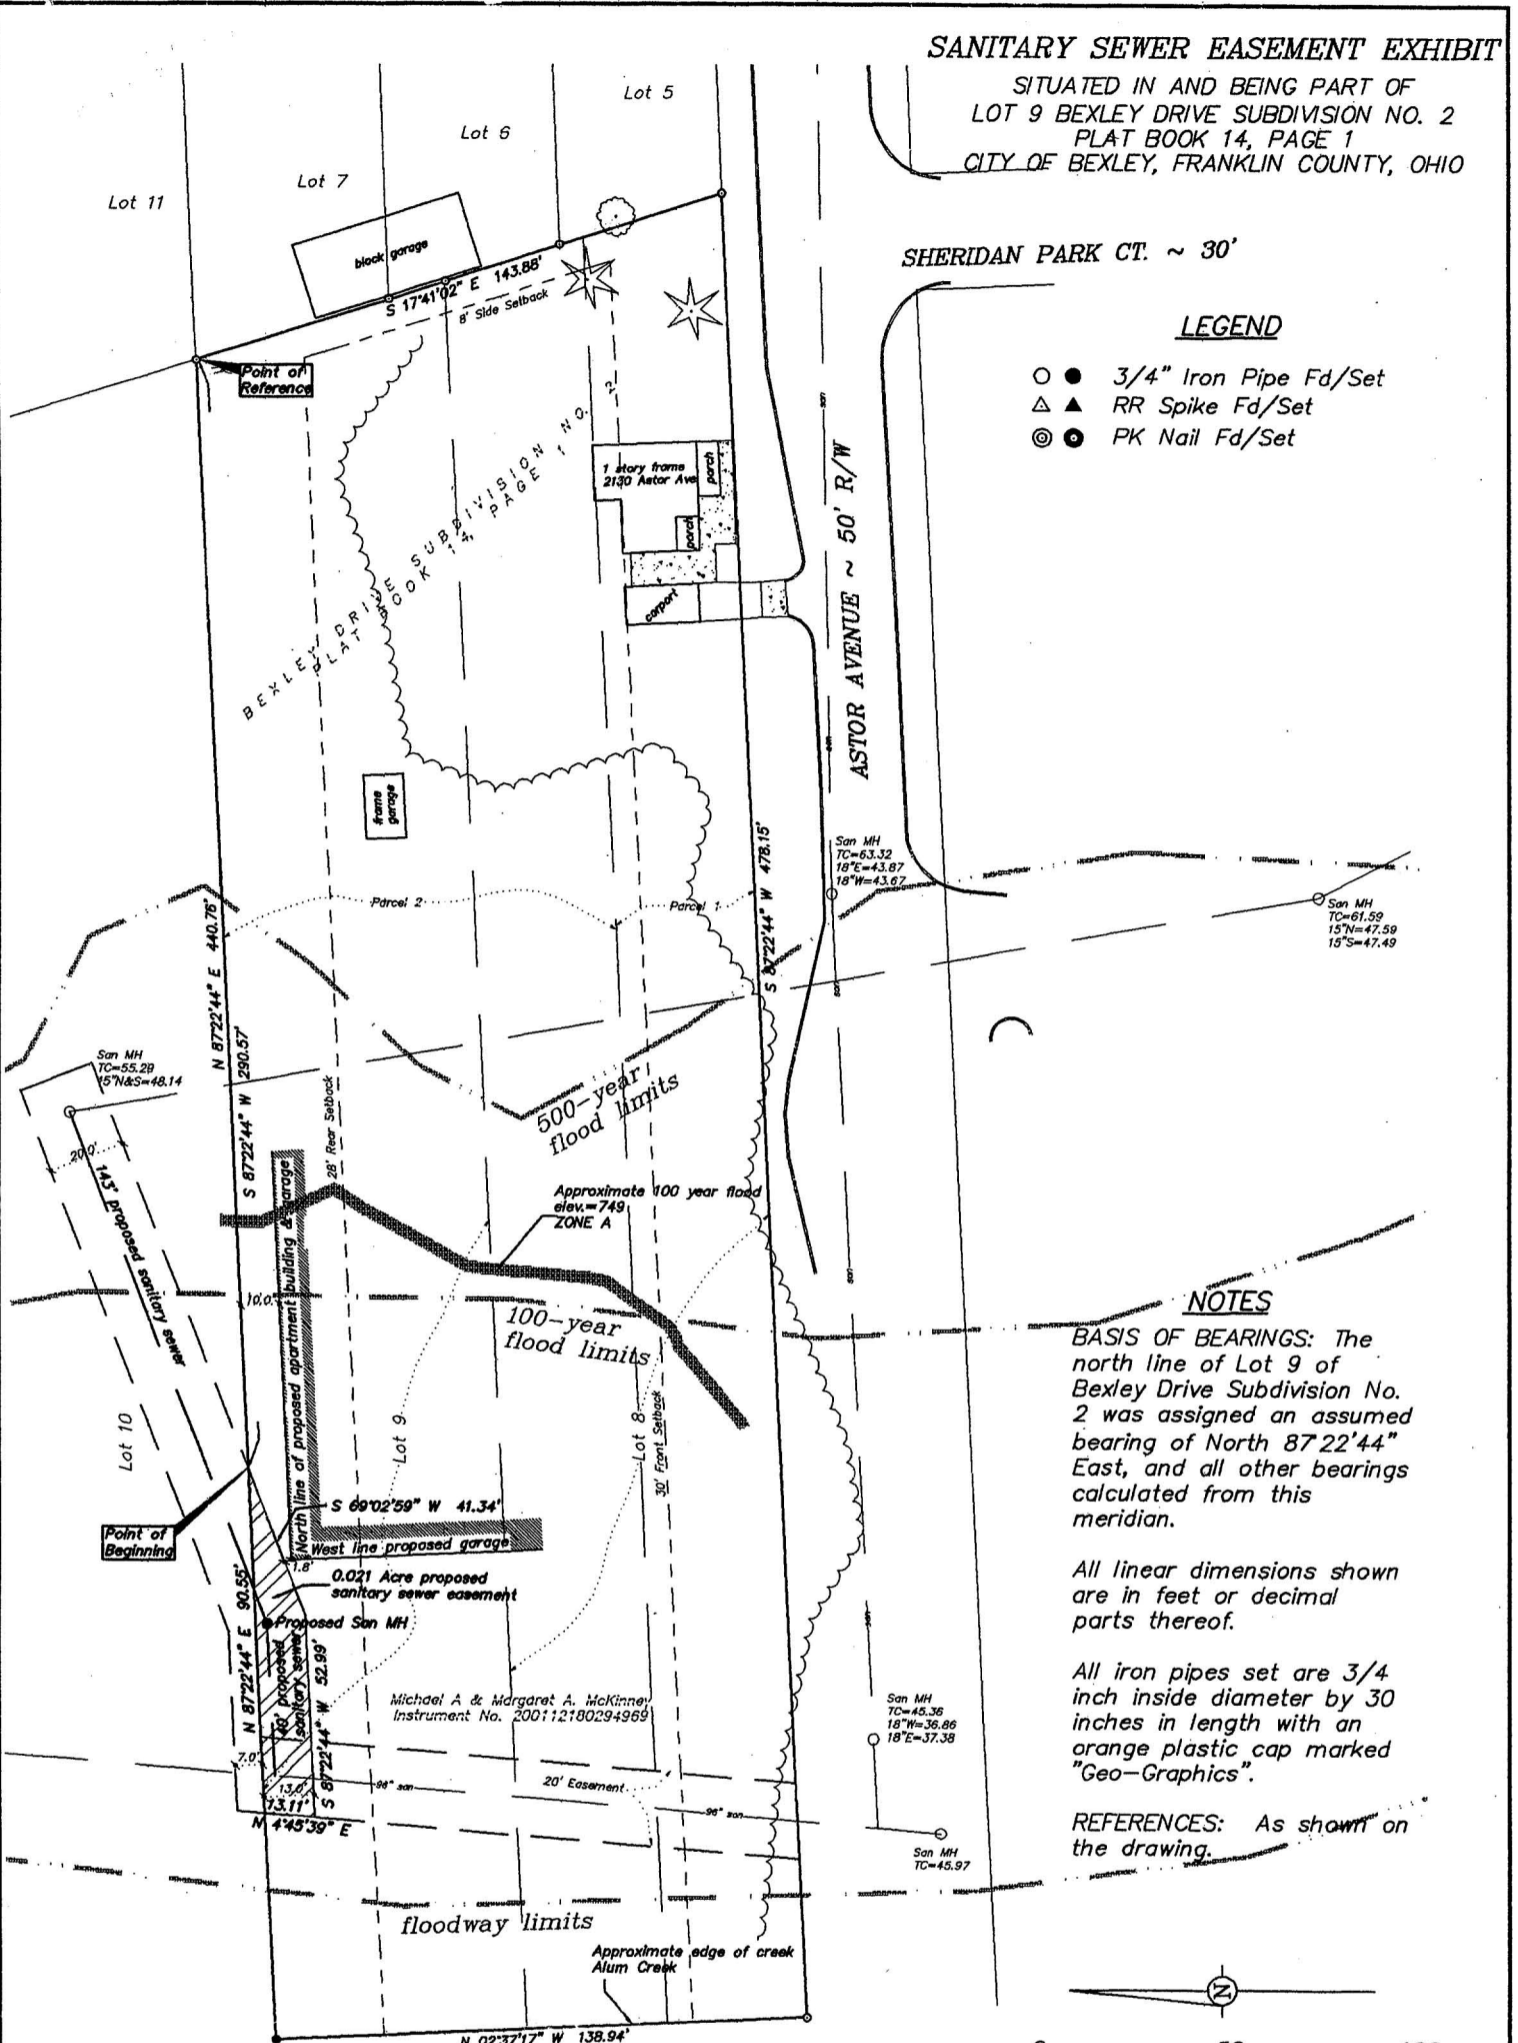 SANITARY SEWER EASEMENT EXHIBIT
SITUATED IN AND BEING PART OF
LOT 9 BEXLEY DRIVE SUBDIVISION NO. 2
PLAT BOOK 14, PAGE 1
CITY OF BEXLEY, FRANKLIN COUNTY, OHIO
Lot 5
Lot 6
Lot 7
Lot 11
block garage
S 17°41'02" E 143.88'
8' Side Setback
SHERIDAN PARK CT. ~ 30'
LEGEND
3/4" Iron Pipe Fd/Set
RR Spike Fd/Set
PK Nail Fd/Set
Point of
Reference
BEXLEY DRIVE SUBDIVISION NO. 2
PLAT BOOK 14, PAGE 1
1 story frame
2130 Astor Ave
porch
porch
carport
ASTOR AVENUE ~ 50' R/W
san
san
frame
garage
S 87°22'44" W 478.15'
San MH
TC=63.32
18"E=43.87
18"W=43.67
Parcel 2
Parcel 1
San MH
TC=61.59
15"N=47.59
15"S=47.49
N 87°22'44" E 440.76'
S 87°22'44" W 290.57'
san
San MH
TC=55.29
15"N&S=48.14
20.0'
143' proposed sanitary sewer
28' Rear Setback
500-year
flood limits
Approximate 100 year flood
elev.=749
ZONE A
san
10.0'
North line of proposed apartment building & garage
100-year
flood limits
Lot 10
Lot 9
Lot 8
30' Front Setback
NOTES
BASIS OF BEARINGS: The
north line of Lot 9 of
Bexley Drive Subdivision No.
2 was assigned an assumed
bearing of North 87°22'44"
East, and all other bearings
calculated from this
meridian.
All linear dimensions shown
are in feet or decimal
parts thereof.
All iron pipes set are 3/4
inch inside diameter by 30
inches in length with an
orange plastic cap marked
"Geo-Graphics".
REFERENCES: As shown on
the drawing.
Point of
Beginning
S 69°02'59" W 41.34'
West line proposed garage
1.8'
0.021 Acre proposed
sanitary sewer easement
Proposed San MH
N 87°22'44" E 90.55'
40' proposed
sanitary sewer
S 87°22'44" W 52.99'
san
Michael A & Margaret A. McKinney
Instrument No. 200112180294969
San MH
TC=45.36
18"W=36.86
18"E=37.38
7.0'
13.0'
13.11'
N 4°45'39" E
96" san
20' Easement
96" san
San MH
TC=45.97
floodway limits
Approximate edge of creek
Alum Creek
N
N 02°37'17" W 138.94'